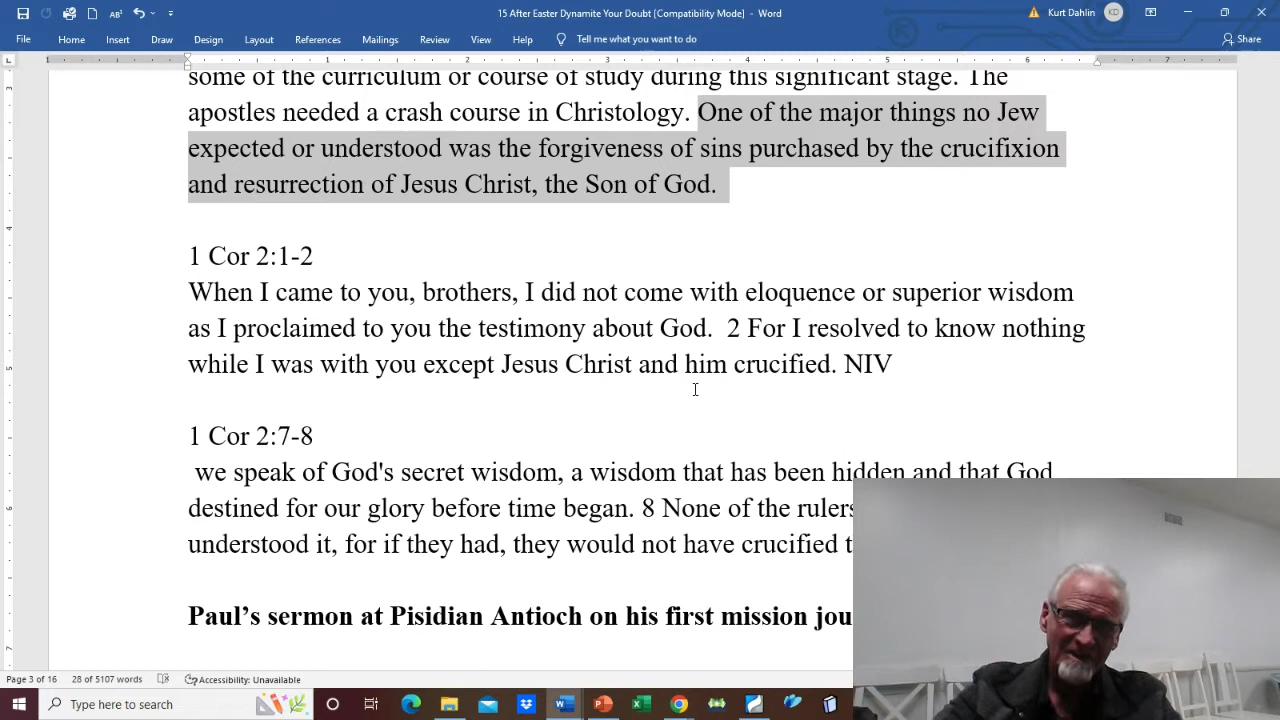 15 After Easter Dynamite Your Doubt [Compatibility Mode] - Word
Kurt Dahlin KD
File Home Insert Draw Design Layout References Mailings Review View Help Tell me what you want to do Share
some of the curriculum or course of study during this significant stage. The
apostles needed a crash course in Christology. One of the major things no Jew
expected or understood was the forgiveness of sins purchased by the crucifixion
and resurrection of Jesus Christ, the Son of God.
1 Cor 2:1-2
When I came to you, brothers, I did not come with eloquence or superior wisdom
as I proclaimed to you the testimony about God. 2 For I resolved to know nothing
while I was with you except Jesus Christ and him crucified. NIV
1 Cor 2:7-8
we speak of God's secret wisdom, a wisdom that has been hidden and that God
destined for our glory before time began. 8 None of the rulers
understood it, for if they had, they would not have crucified
Paul’s sermon at Pisidian Antioch on his first mission
Page 3 of 16 28 of 5107 words Accessibility: Unavailable
Type here to search